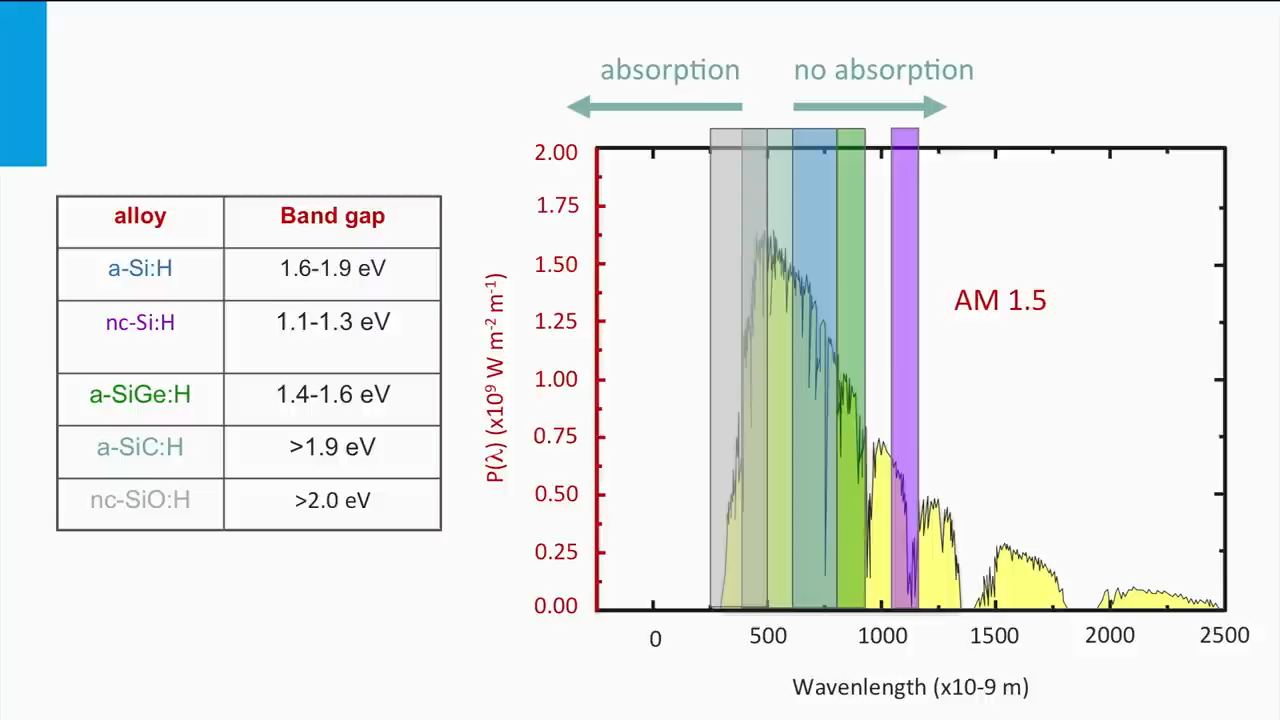 absorption no absorption
alloy Band gap
a-Si:H 1.6-1.9 eV
nc-Si:H 1.1-1.3 eV
a-SiGe:H 1.4-1.6 eV
a-SiC:H >1.9 eV
nc-SiO:H >2.0 eV
P(λ) (x10⁹ W m⁻² m⁻¹)
2.00
1.75
1.50
1.25
1.00
0.75
0.50
0.25
0.00
AM 1.5
0 500 1000 1500 2000 2500
Wavenlength (x10-9 m)